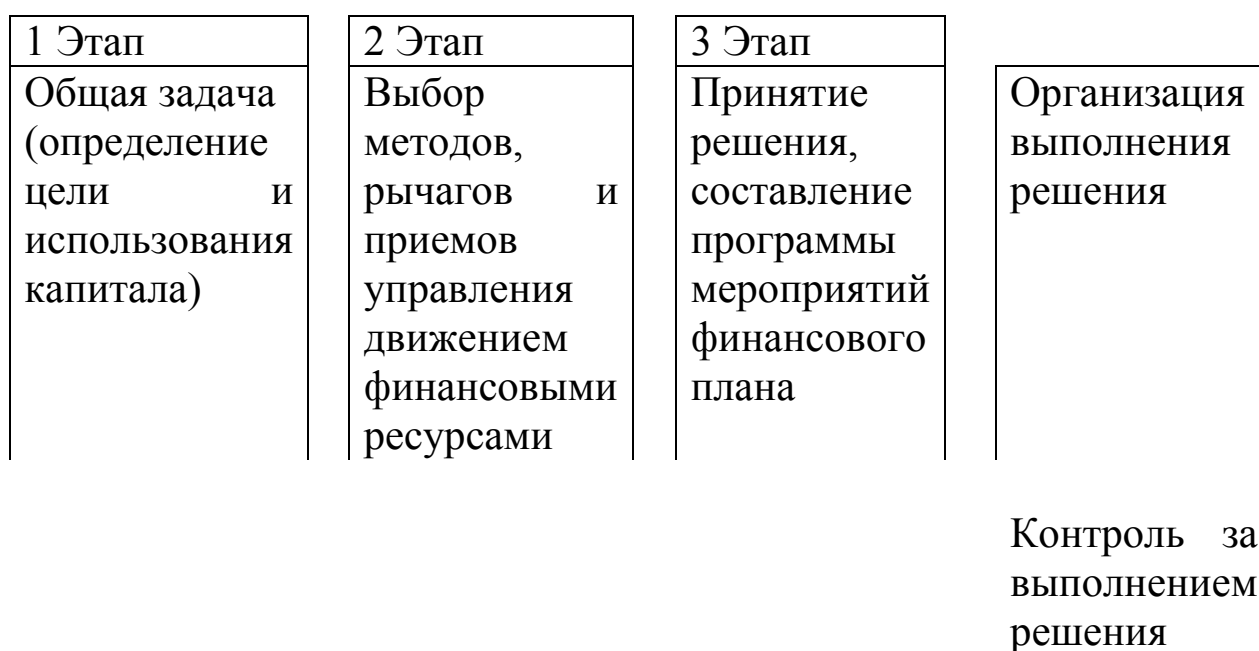 1 Этап
Общая задача
(определение
цели и
использования
капитала)
2 Этап
Выбор
методов,
рычагов и
приемов
управления
движением
финансовыми
ресурсами
3 Этап
Принятие
решения,
составление
программы
мероприятий
финансового
плана
Организация
выполнения
решения
Контроль за
выполнением
решения